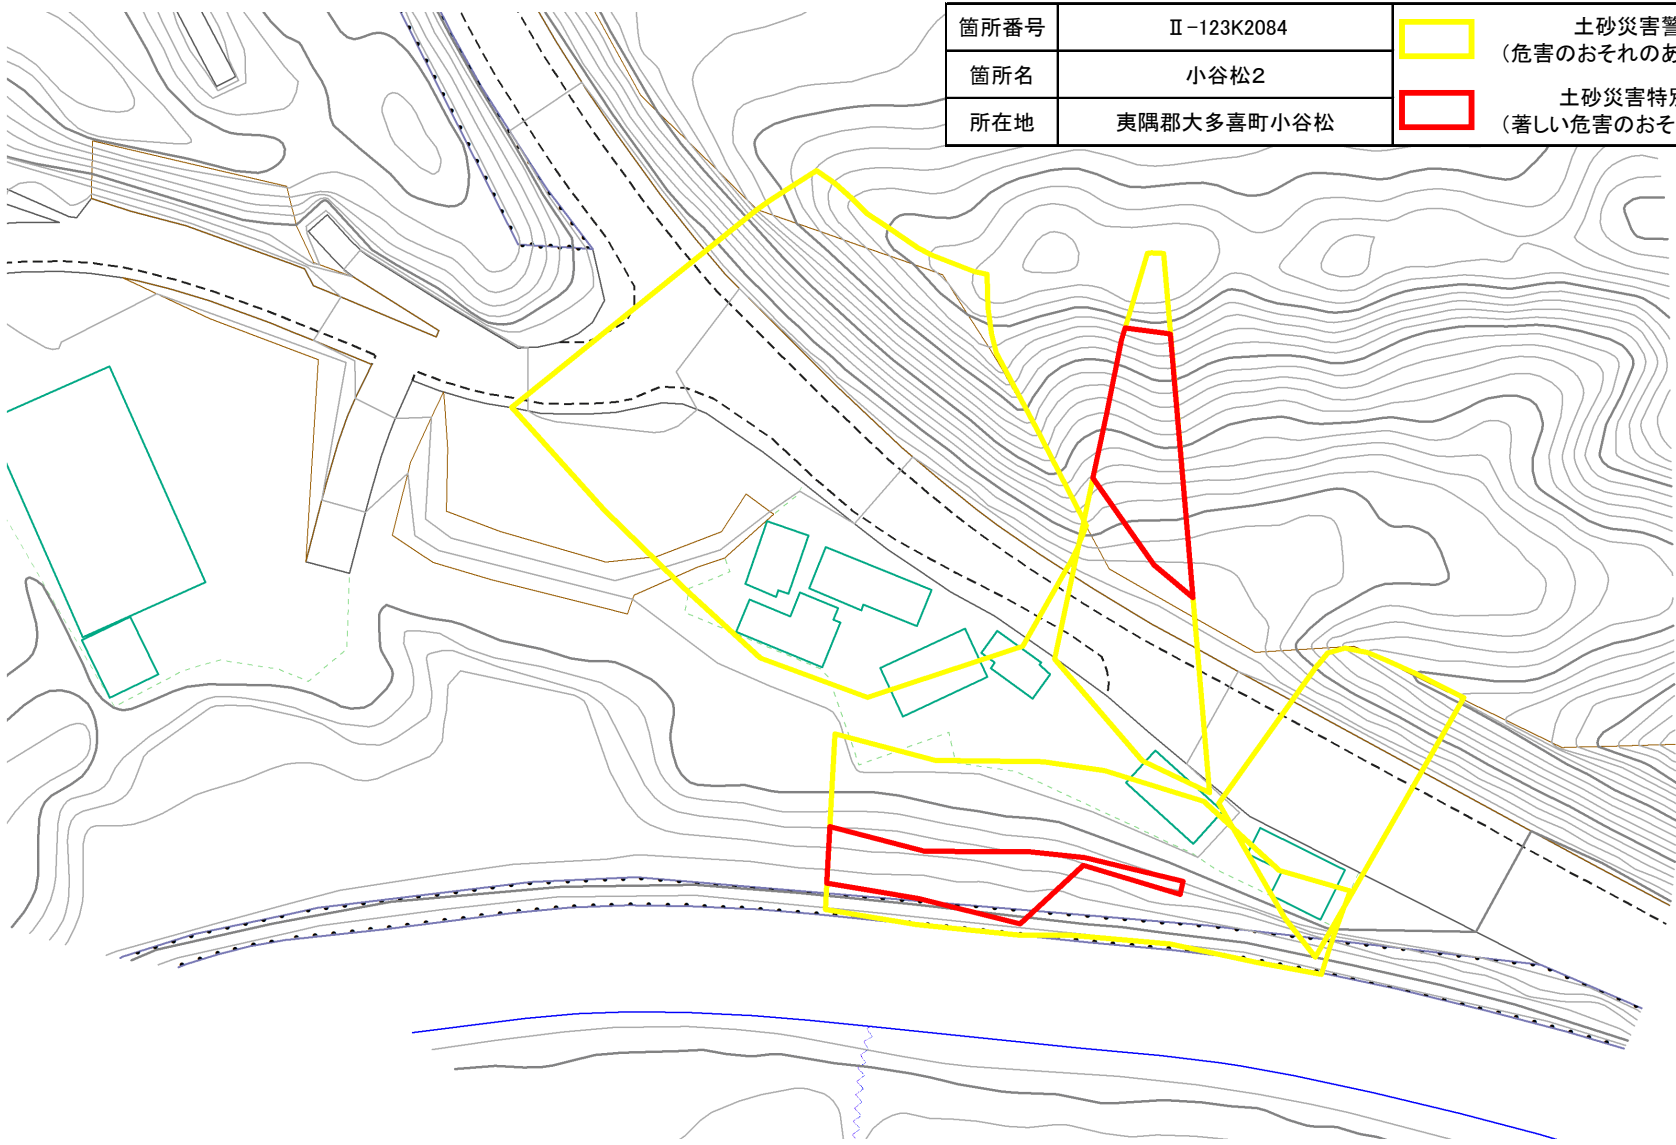 箇所番号 Ⅱ-123K2084
箇所名 小谷松2
所在地 夷隅郡大多喜町小谷松
土砂災害警
(危害のおそれのあ
土砂災害特別
(著しい危害のおそ